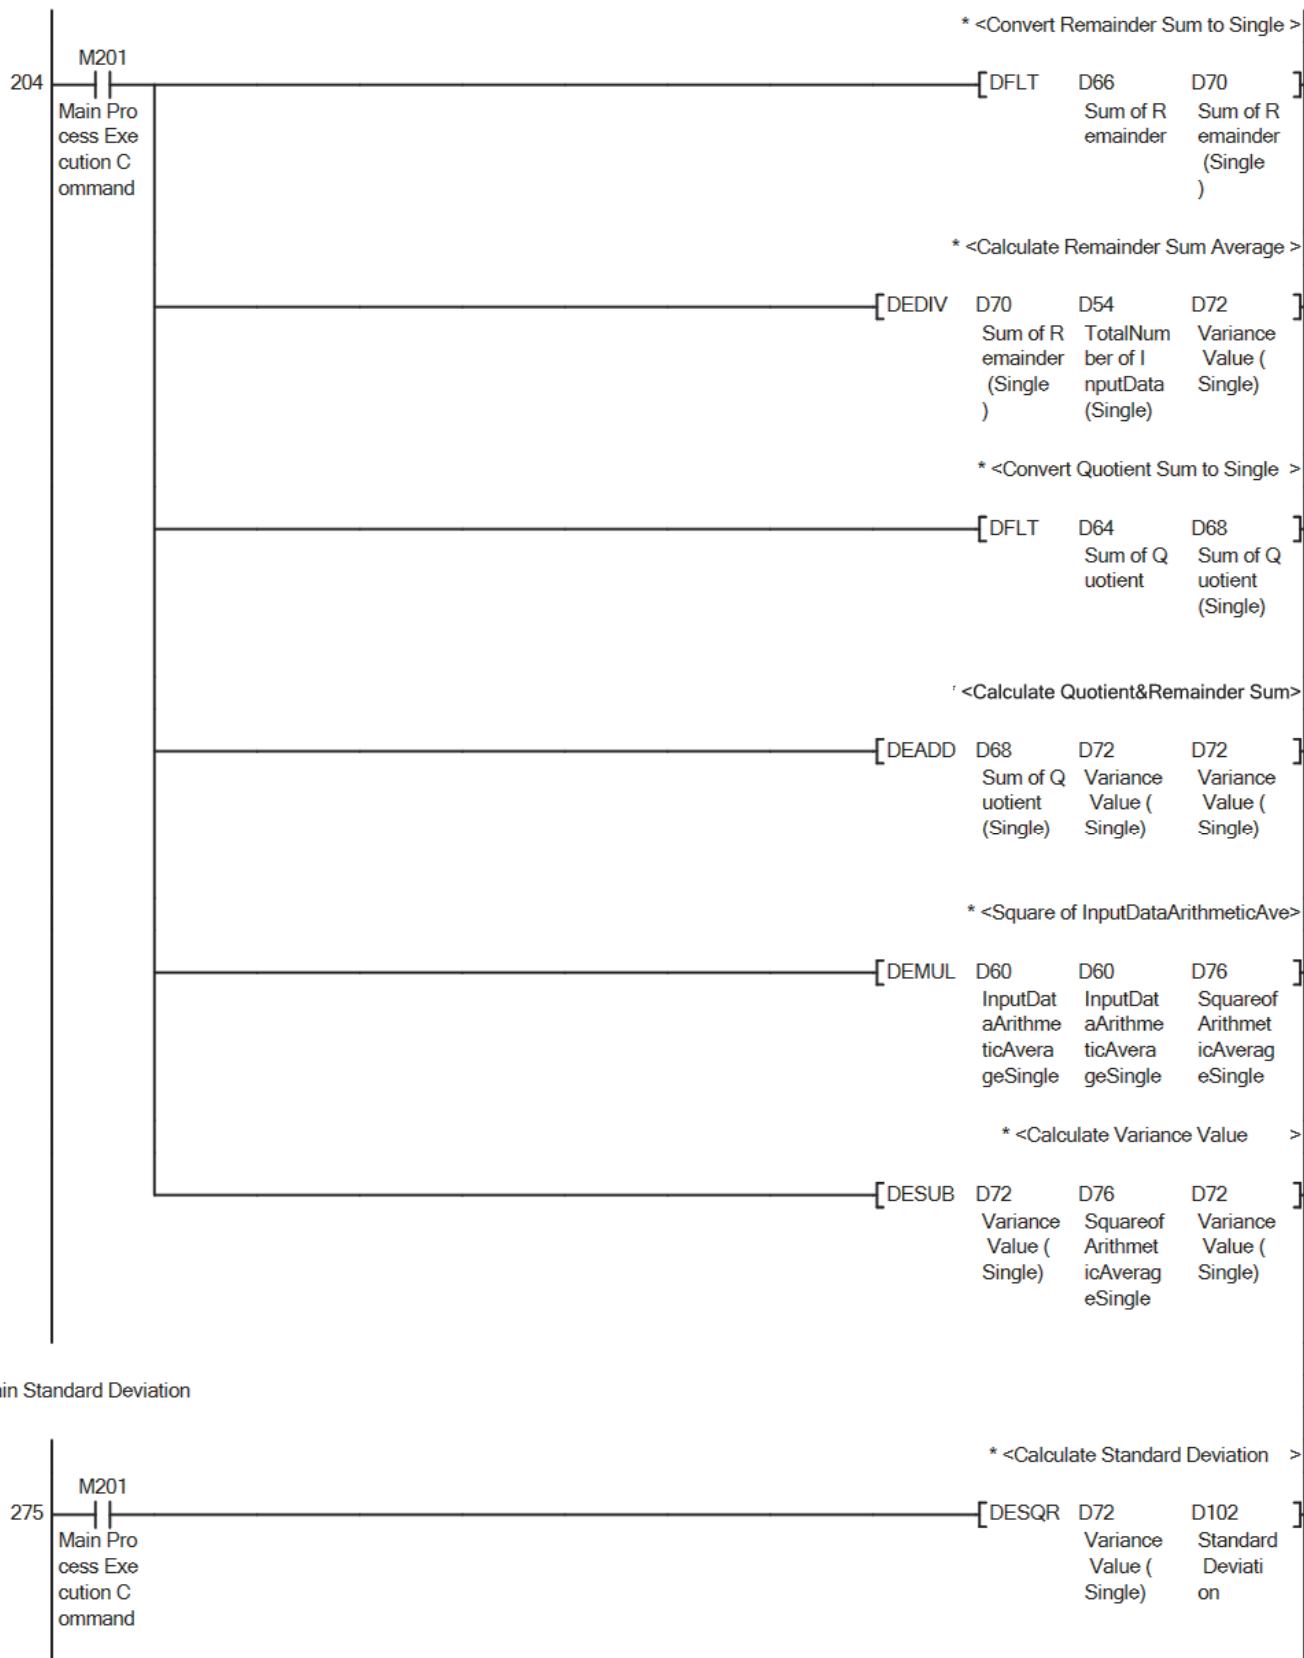 * <Convert Remainder Sum to Single >
M201
204
[DFLT D66 D70 ]
Main Pro
cess Exe
cution C
ommand
Sum of R
emainder
Sum of R
emainder
(Single
)
* <Calculate Remainder Sum Average >
[DEDIV D70 D54 D72 ]
Sum of R
emainder
(Single
)
TotalNum
ber of I
nputData
(Single)
Variance
Value (
Single)
* <Convert Quotient Sum to Single >
[DFLT D64 D68 ]
Sum of Q
uotient
Sum of Q
uotient
(Single)
<Calculate Quotient&Remainder Sum>
[DEADD D68 D72 D72 ]
Sum of Q
uotient
(Single)
Variance
Value (
Single)
Variance
Value (
Single)
* <Square of InputDataArithmeticAve>
[DEMUL D60 D60 D76 ]
InputDat
aArithme
ticAvera
geSingle
InputDat
aArithme
ticAvera
geSingle
Squareof
Arithmet
icAverag
eSingle
* <Calculate Variance Value >
[DESUB D72 D76 D72 ]
Variance
Value (
Single)
Squareof
Arithmet
icAverag
eSingle
Variance
Value (
Single)
in Standard Deviation
* <Calculate Standard Deviation >
M201
275
[DESQR D72 D102 ]
Main Pro
cess Exe
cution C
ommand
Variance
Value (
Single)
Standard
Deviati
on